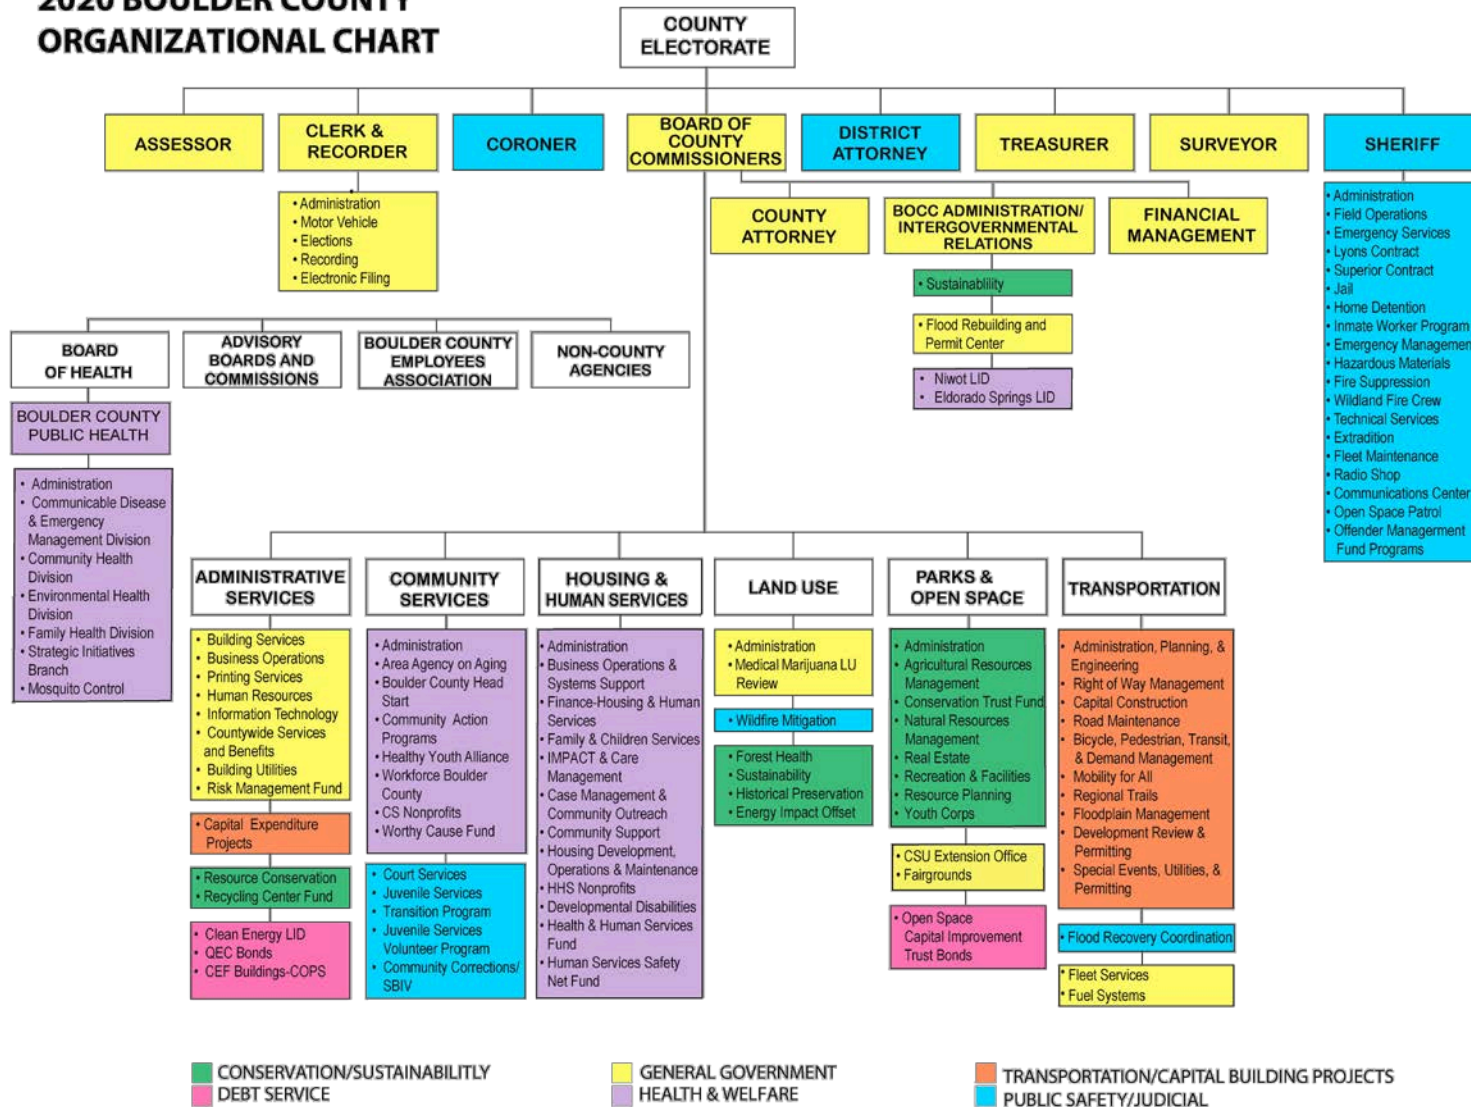 2020 BOULDER COUNTY
ORGANIZATIONAL CHART
COUNTY
ELECTORATE
ASSESSOR
CLERK &
RECORDER
CORONER
BOARD OF
COUNTY
COMMISSIONERS
DISTRICT
ATTORNEY
TREASURER
SURVEYOR
SHERIFF
• Administration
• Motor Vehicle
• Elections
• Recording
• Electronic Filing
COUNTY
ATTORNEY
BOCC ADMINISTRATION/
INTERGOVERNMENTAL
RELATIONS
FINANCIAL
MANAGEMENT
• Sustainablility
• Flood Rebuilding and
Permit Center
• Niwot LID
• Eldorado Springs LID
• Administration
• Field Operations
• Emergency Services
• Lyons Contract
• Superior Contract
• Jail
• Home Detention
• Inmate Worker Program
• Emergency Management
• Hazardous Materials
• Fire Suppression
• Wildland Fire Crew
• Technical Services
• Extradition
• Fleet Maintenance
• Radio Shop
• Communications Center
• Open Space Patrol
• Offender Managerment
Fund Programs
BOARD
OF HEALTH
ADVISORY
BOARDS AND
COMMISSIONS
BOULDER COUNTY
EMPLOYEES
ASSOCIATION
NON-COUNTY
AGENCIES
BOULDER COUNTY
PUBLIC HEALTH
• Administration
• Communicable Disease
& Emergency
Management Division
• Community Health
Division
• Environmental Health
Division
• Family Health Division
• Strategic Initiatives
Branch
• Mosquito Control
ADMINISTRATIVE
SERVICES
• Building Services
• Business Operations
• Printing Services
• Human Resources
• Information Technology
• Countywide Services
and Benefits
• Building Utilities
• Risk Management Fund
• Capital Expenditure
Projects
• Resource Conservation
• Recycling Center Fund
• Clean Energy LID
• QEC Bonds
• CEF Buildings-COPS
COMMUNITY
SERVICES
• Administration
• Area Agency on Aging
• Boulder County Head
Start
• Community Action
Programs
• Healthy Youth Alliance
• Workforce Boulder
County
• CS Nonprofits
• Worthy Cause Fund
• Court Services
• Juvenile Services
• Transition Program
• Juvenile Services
Volunteer Program
• Community Corrections/
SBIV
HOUSING &
HUMAN SERVICES
• Administration
• Business Operations &
Systems Support
• Finance-Housing & Human
Services
• Family & Children Services
• IMPACT & Care
Management
• Case Management &
Community Outreach
• Community Support
• Housing Development,
Operations & Maintenance
• HHS Nonprofits
• Developmental Disabilities
• Health & Human Services
Fund
• Human Services Safety
Net Fund
LAND USE
• Administration
• Medical Marijuana LU
Review
• Wildfire Mitigation
• Forest Health
• Sustainability
• Historical Preservation
• Energy Impact Offset
PARKS &
OPEN SPACE
• Administration
• Agricultural Resources
Management
• Conservation Trust Fund
• Natural Resources
Management
• Real Estate
• Recreation & Facilities
• Resource Planning
• Youth Corps
• CSU Extension Office
• Fairgrounds
• Open Space
Capital Improvement
Trust Bonds
TRANSPORTATION
• Administration, Planning, &
Engineering
• Right of Way Management
• Capital Construction
• Road Maintenance
• Bicycle, Pedestrian, Transit,
& Demand Management
• Mobility for All
• Regional Trails
• Floodplain Management
• Development Review &
Permitting
• Special Events, Utilities, &
Permitting
• Flood Recovery Coordination
• Fleet Services
• Fuel Systems
CONSERVATION/SUSTAINABILITLY
DEBT SERVICE
GENERAL GOVERNMENT
HEALTH & WELFARE
TRANSPORTATION/CAPITAL BUILDING PROJECTS
PUBLIC SAFETY/JUDICIAL